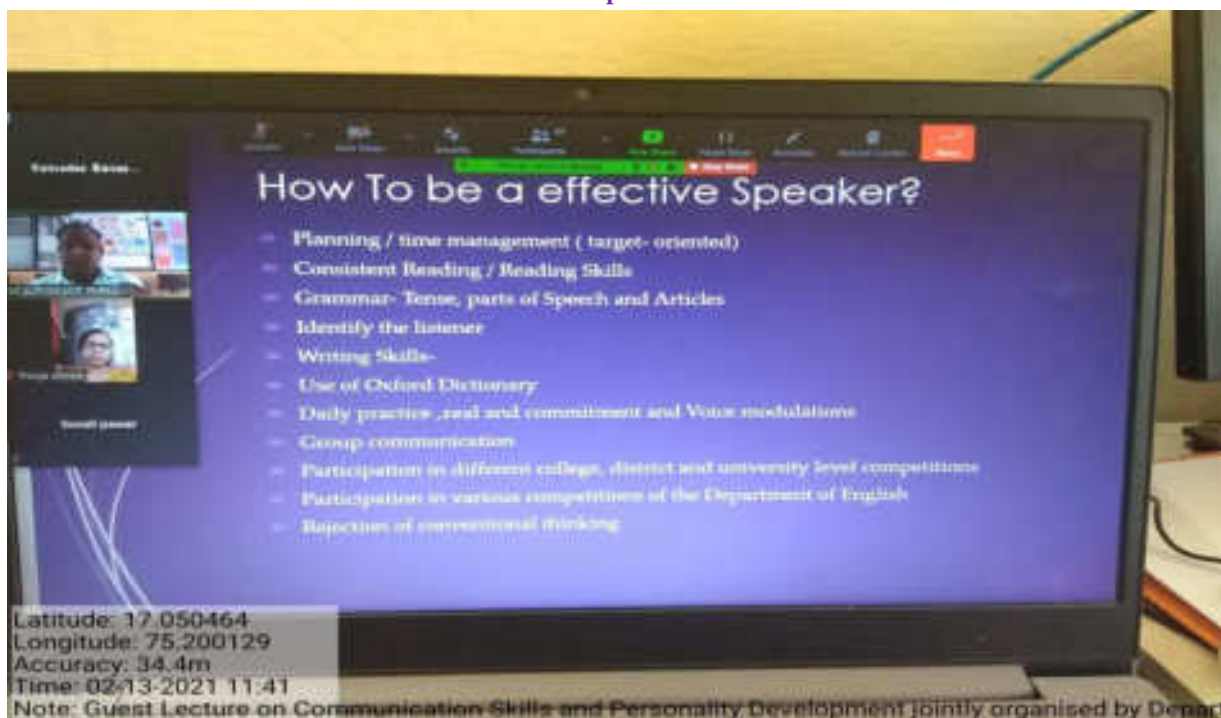 How To be a effective Speaker?
Planning / time management ( target- oriented)
Consistent Reading / Reading Skills
Grammar- Tense, parts of Speech and Articles
Identify the listener
Writing Skills-
Use of Oxford Dictionary
Daily practice ,zeal and commitment and Voice modulations
Group communication
Participation in different college, district and university level competitions
Participation in various competitions of the Department of English
Rejection of conventional thinking
Latitude: 17.050464
Longitude: 75.200129
Accuracy: 34.4m
Time: 02-13-2021 11:41
Note: Guest Lecture on Communication Skills and Personality Development jointly organised by Depar